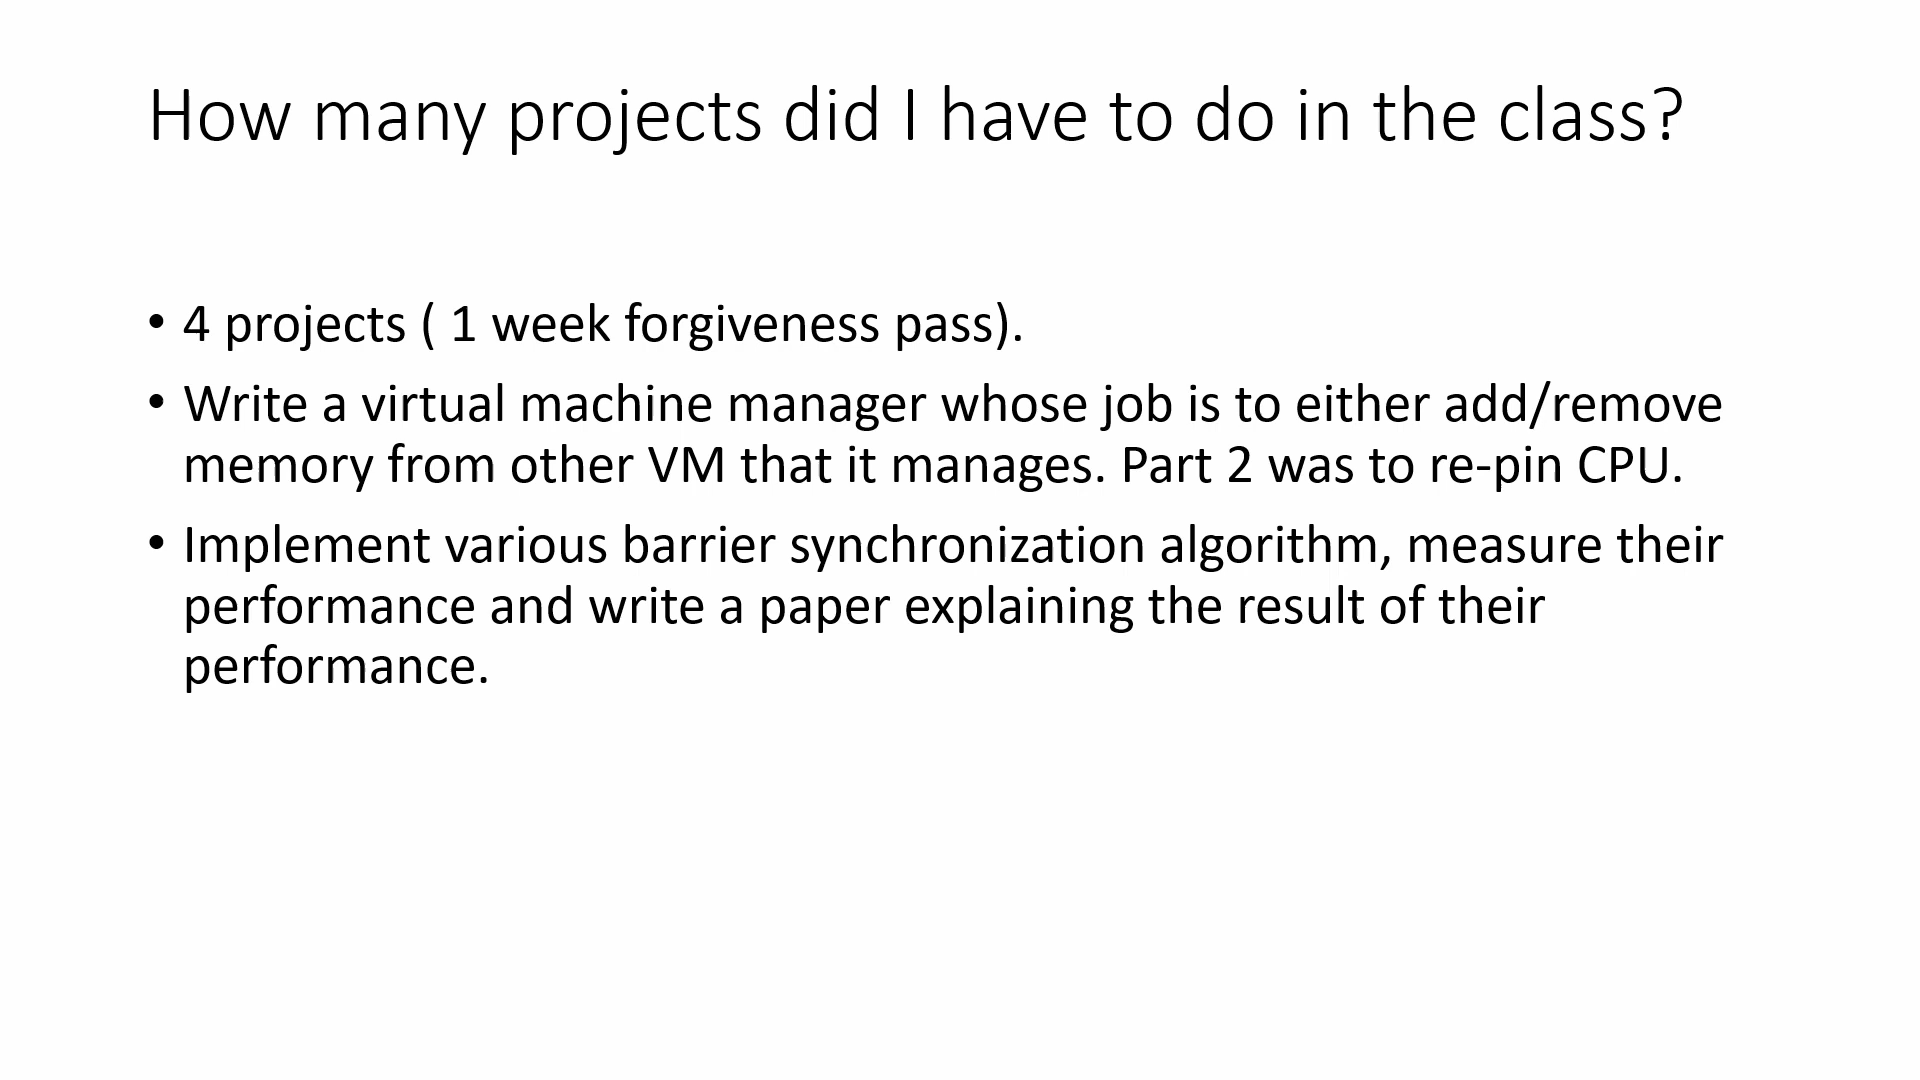 How many projects did I have to do in the class?
• 4 projects ( 1 week forgiveness pass).
• Write a virtual machine manager whose job is to either add/remove
memory from other VM that it manages. Part 2 was to re-pin CPU.
• Implement various barrier synchronization algorithm, measure their
performance and write a paper explaining the result of their
performance.